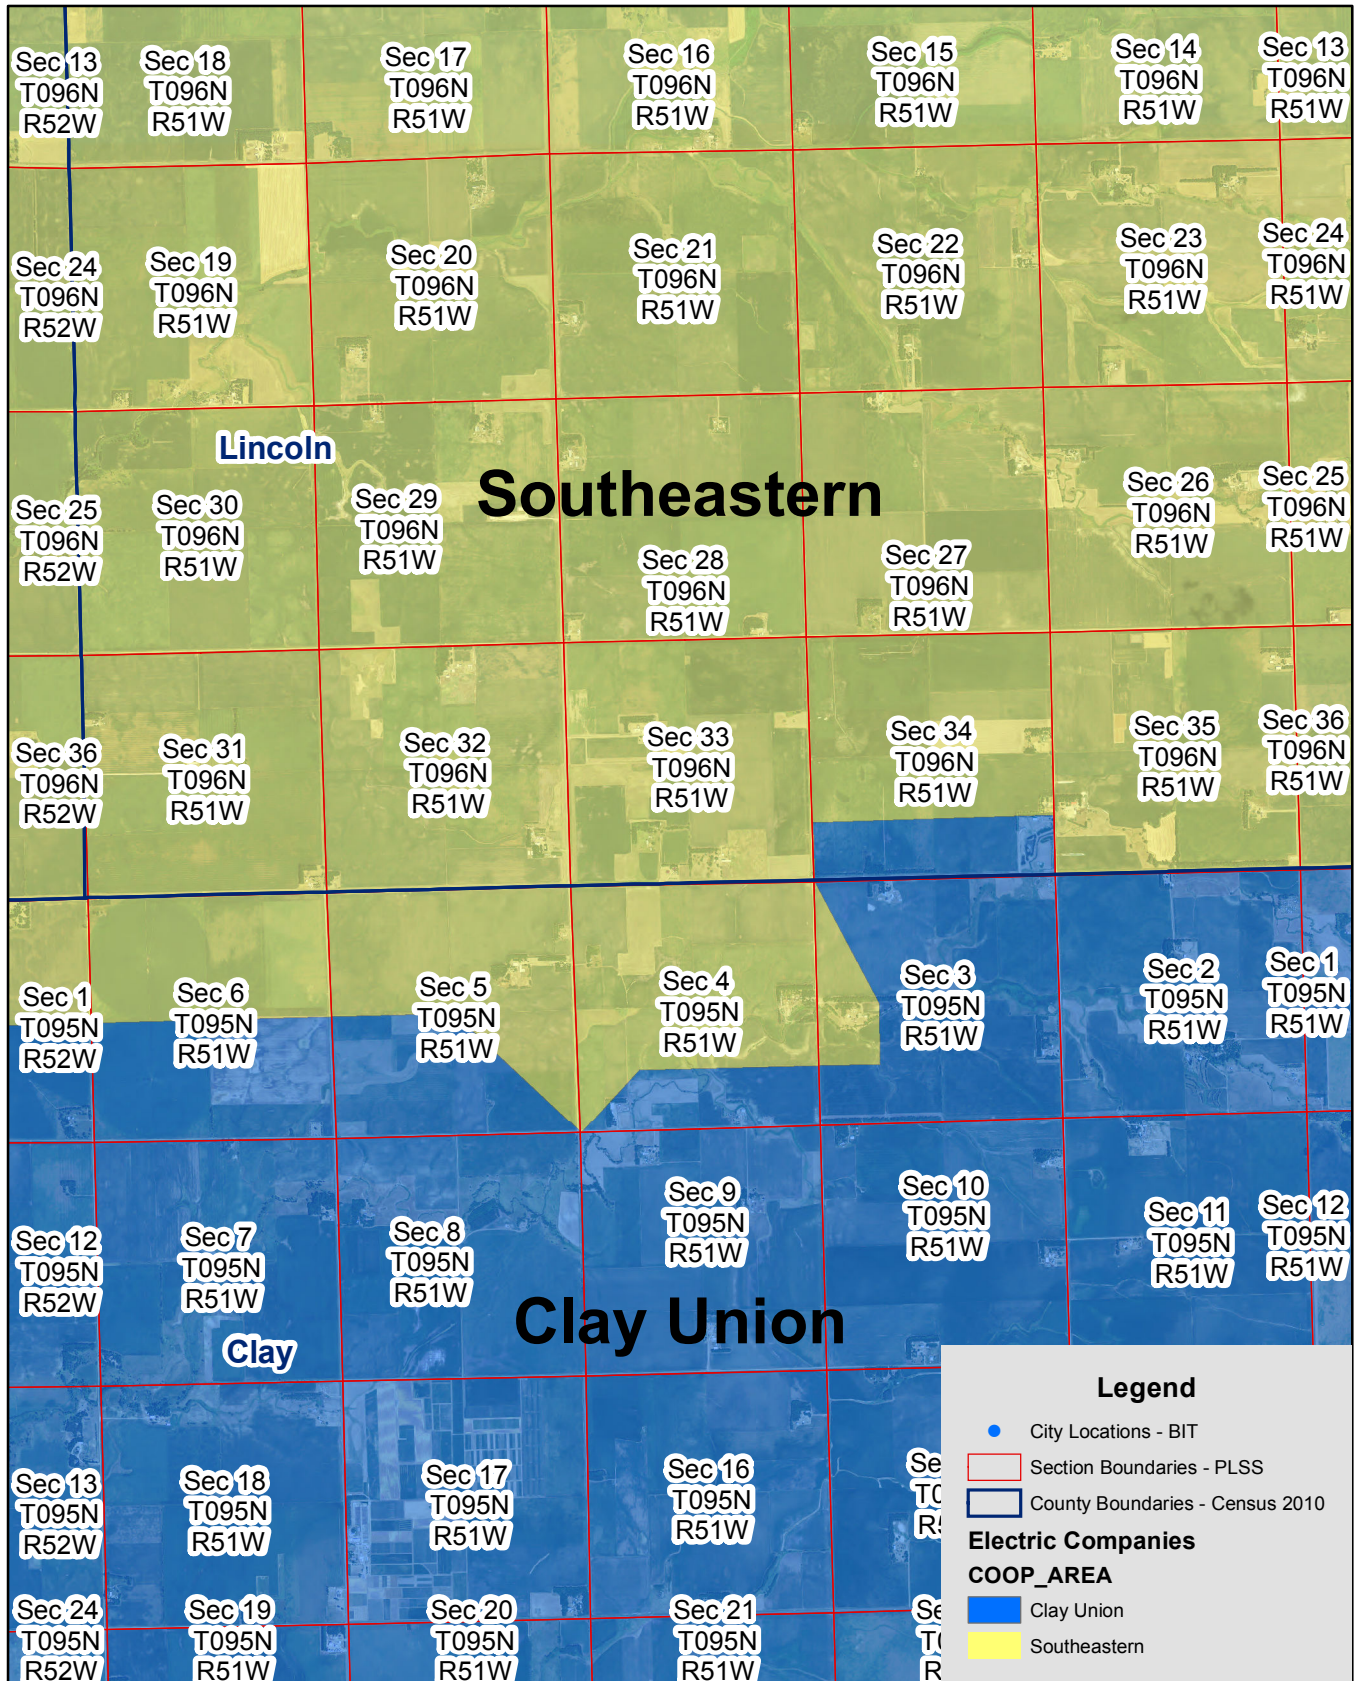 Sec 13
T096N
R52W
Sec 18
T096N
R51W
Sec 17
T096N
R51W
Sec 16
T096N
R51W
Sec 15
T096N
R51W
Sec 14
T096N
R51W
Sec 13
T096N
R51W
Sec 24
T096N
R52W
Sec 19
T096N
R51W
Sec 20
T096N
R51W
Sec 21
T096N
R51W
Sec 22
T096N
R51W
Sec 23
T096N
R51W
Sec 24
T096N
R51W
Lincoln
Southeastern
Sec 25
T096N
R52W
Sec 30
T096N
R51W
Sec 29
T096N
R51W
Sec 28
T096N
R51W
Sec 27
T096N
R51W
Sec 26
T096N
R51W
Sec 25
T096N
R51W
Sec 36
T096N
R52W
Sec 31
T096N
R51W
Sec 32
T096N
R51W
Sec 33
T096N
R51W
Sec 34
T096N
R51W
Sec 35
T096N
R51W
Sec 36
T096N
R51W
Sec 1
T095N
R52W
Sec 6
T095N
R51W
Sec 5
T095N
R51W
Sec 4
T095N
R51W
Sec 3
T095N
R51W
Sec 2
T095N
R51W
Sec 1
T095N
R51W
Sec 12
T095N
R52W
Sec 7
T095N
R51W
Sec 8
T095N
R51W
Sec 9
T095N
R51W
Sec 10
T095N
R51W
Sec 11
T095N
R51W
Sec 12
T095N
R51W
Clay Union
Clay
Sec 13
T095N
R52W
Sec 18
T095N
R51W
Sec 17
T095N
R51W
Sec 16
T095N
R51W
Sec 24
T095N
R52W
Sec 19
T095N
R51W
Sec 20
T095N
R51W
Sec 21
T095N
R51W
Legend
City Locations - BIT
Section Boundaries - PLSS
County Boundaries - Census 2010
Electric Companies
COOP_AREA
Clay Union
Southeastern